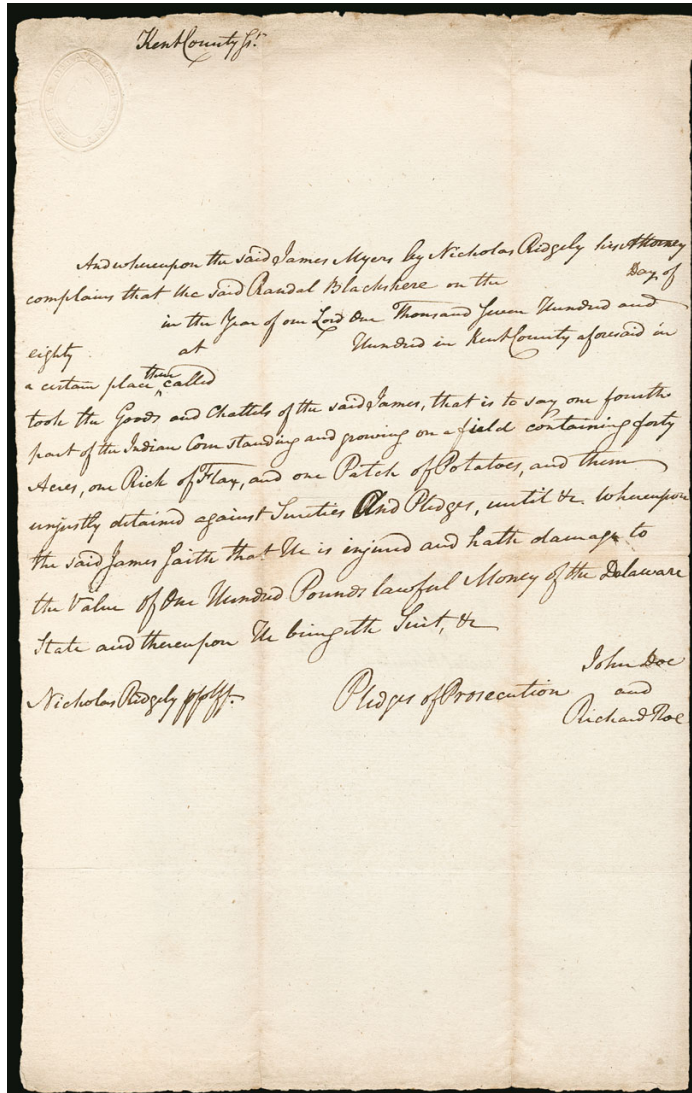 Kent County ss.
And whereupon the said James Myers by Nicholas Ridgely his Attorney
complains that the said Randal Blackshere on the Day of
in the Year of our Lord One Thousand Seven Hundred and
eighty at Hundred in Kent County aforesaid in
a certain place then called
took the Goods and Chattels of the said James, that is to say one fourth
part of the Indian Corn standing and growing on a field containing forty
Acres, one Rick of Flax, and one Patch of Potatoes, and them
unjustly detained against Sureties And Pledges, until &c. Whereupon
the said James saith that He is injured and hath damage to
the Value of One Hundred Pounds lawful Money of the Delaware
State and thereupon He bringeth Suit, &c
John Doe
Nicholas Ridgely Pledges of Prosecution and
Richard Roe